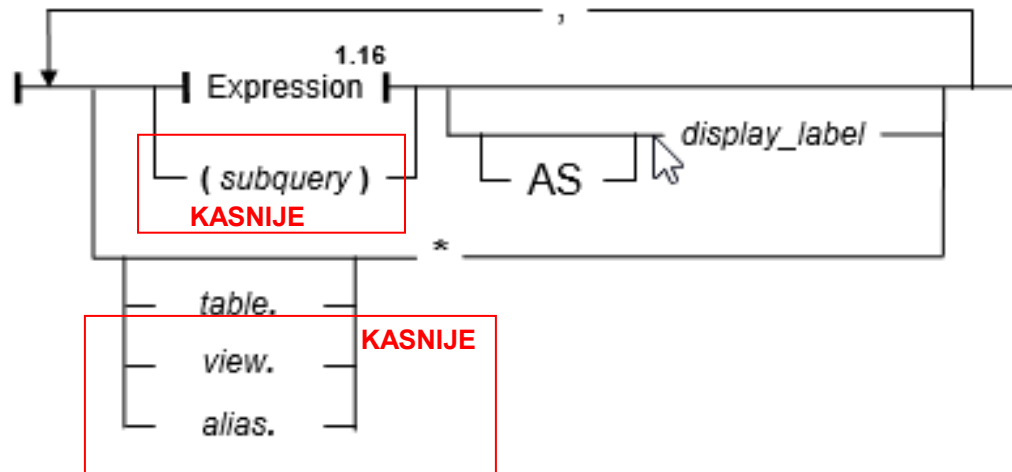 ,
1.16
Expression
display_label
( subquery )
AS
KASNIJE
*
table.
KASNIJE
view.
alias.